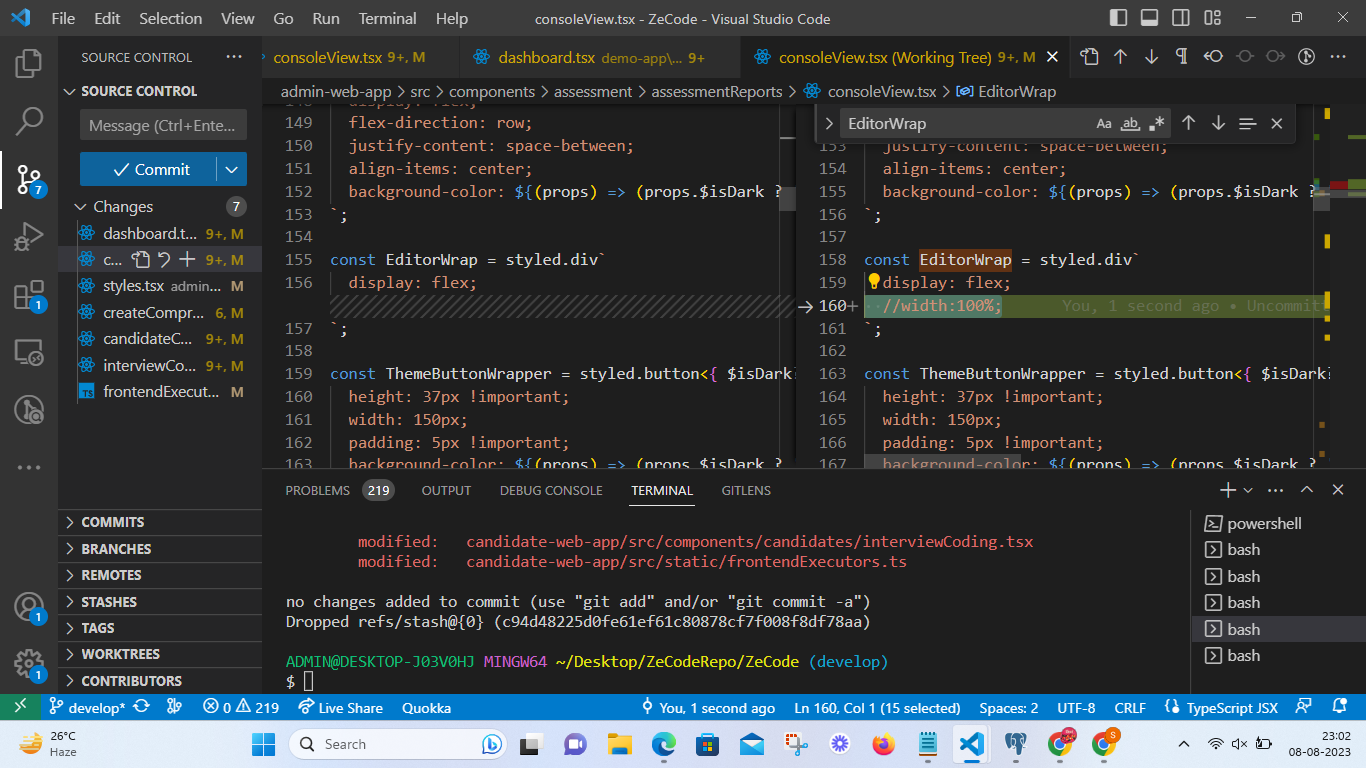 File Edit Selection View Go Run Terminal Help consoleView.tsx - ZeCode - Visual Studio Code
SOURCE CONTROL ···
consoleView.tsx 9+, M dashboard.tsx demo-app\... 9+ consoleView.tsx (Working Tree) 9+, M
SOURCE CONTROL
admin-web-app > src > components > assessment > assessmentReports > consoleView.tsx > EditorWrap
Message (Ctrl+Ente...
Commit
Changes 7
dashboard.t... 9+, M
c... 9+, M
styles.tsx admin... M
createCompr... 6, M
candidateC... 9+, M
interviewCo... 9+, M
TS frontendExecut... M
COMMITS
BRANCHES
REMOTES
STASHES
TAGS
WORKTREES
CONTRIBUTORS
7
1
1
1
148 display: flex;
149 flex-direction: row;
150 justify-content: space-between;
151 align-items: center;
152 background-color: ${(props) => (props.$isDark ?
153 `;
154
155 const EditorWrap = styled.div`
156 display: flex;
157 `;
158
159 const ThemeButtonWrapper = styled.button<{ $isDark?
160 height: 37px !important;
161 width: 150px;
162 padding: 5px !important;
163 background-color: ${(props) => (props.$isDark ?
EditorWrap Aa ab .*
153 justify-content: space-between;
154 align-items: center;
155 background-color: ${(props) => (props.$isDark ?
156 `;
157
158 const EditorWrap = styled.div`
159 display: flex;
160+ //width:100%; You, 1 second ago • Uncommit
161 `;
162
163 const ThemeButtonWrapper = styled.button<{ $isDark?
164 height: 37px !important;
165 width: 150px;
166 padding: 5px !important;
167 background-color: ${(props) => (props.$isDark ?
PROBLEMS 219 OUTPUT DEBUG CONSOLE TERMINAL GITLENS
modified: candidate-web-app/src/components/candidates/interviewCoding.tsx
modified: candidate-web-app/src/static/frontendExecutors.ts
no changes added to commit (use "git add" and/or "git commit -a")
Dropped refs/stash@{0} (c94d48225d0fe61ef61c80878cf7f008f8df78aa)
ADMIN@DESKTOP-J03V0HJ MINGW64 ~/Desktop/ZeCodeRepo/ZeCode (develop)
$
powershell
bash
bash
bash
bash
bash
develop* 0 219 Live Share Quokka You, 1 second ago Ln 160, Col 1 (15 selected) Spaces: 2 UTF-8 CRLF TypeScript JSX
26°C
Haze
Search
S
23:02
08-08-2023